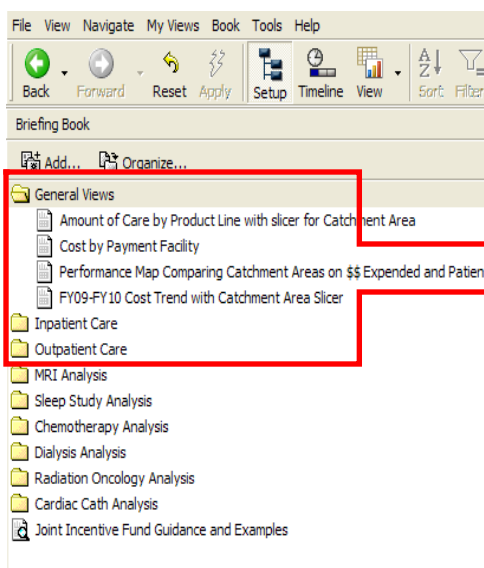 File View Navigate My Views Book Tools Help
Back Forward Reset Apply Setup Timeline View Sort Filter
Briefing Book
Add... Organize...
General Views
Amount of Care by Product Line with slicer for Catchment Area
Cost by Payment Facility
Performance Map Comparing Catchment Areas on $$ Expended and Patien
FY09-FY10 Cost Trend with Catchment Area Slicer
Inpatient Care
Outpatient Care
MRI Analysis
Sleep Study Analysis
Chemotherapy Analysis
Dialysis Analysis
Radiation Oncology Analysis
Cardiac Cath Analysis
Joint Incentive Fund Guidance and Examples